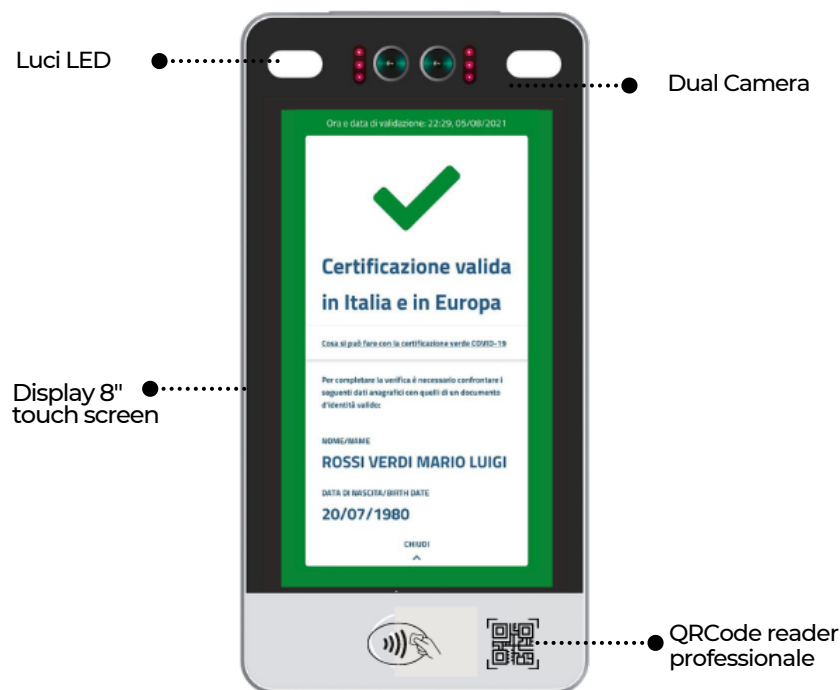 Luci LED
Dual Camera
Ora e data di validazione: 22:29, 05/08/2021
Certificazione valida
in Italia e in Europa
Cosa si può fare con la certificazione verde COVID-19
Per completare la verifica è necessario confrontare i
seguenti dati anagrafici con quelli di un documento
d'identità valido:
Display 8"
touch screen
NOME/NAME
ROSSI VERDI MARIO LUIGI
DATA DI NASCITA/BIRTH DATE
20/07/1980
CHIUDI
QRCode reader
professionale